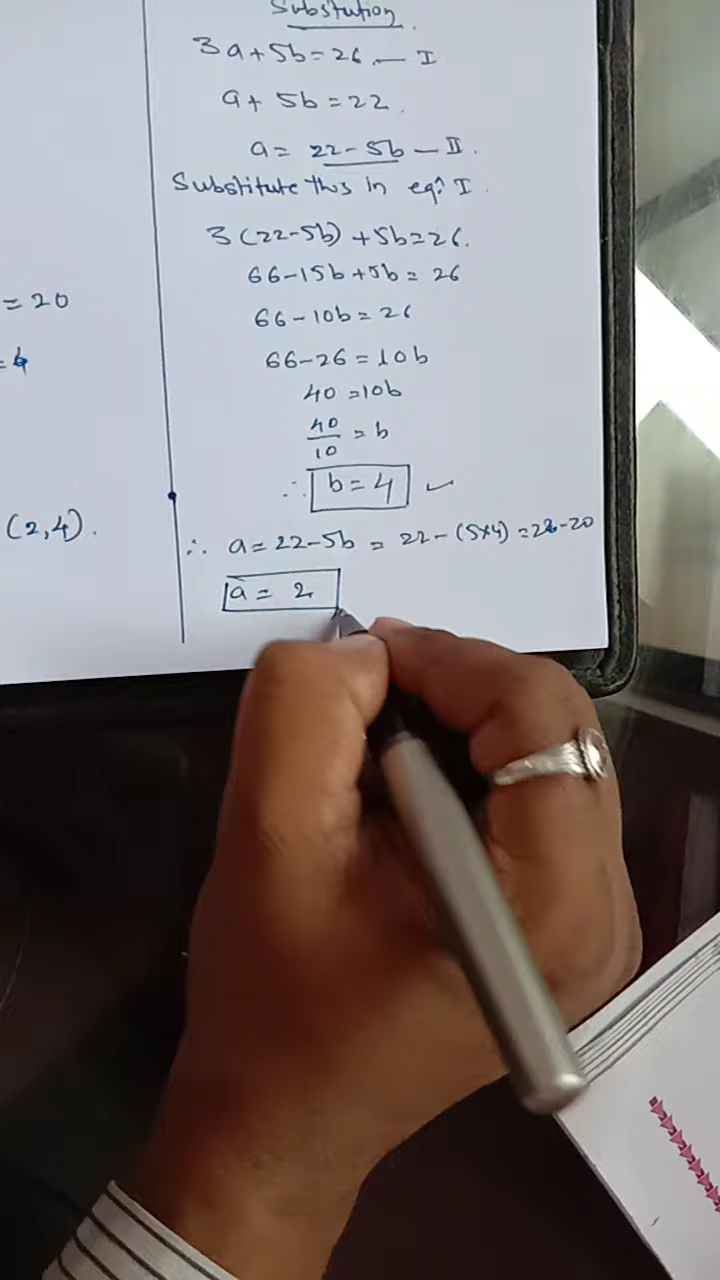 = 20
= 4
(2,4).
Substution
3a+5b=26 — I
a+ 5b=22.
a= 22-5b — II.
Substitute this in eqn I.
3(22-5b) +5b=26.
66-15b+5b= 26
66-10b=26
66-26=10b
40=10b
40/10 = b
∴ b=4 ✓
∴ a=22-5b = 22-(5×4)=22-20
a= 2